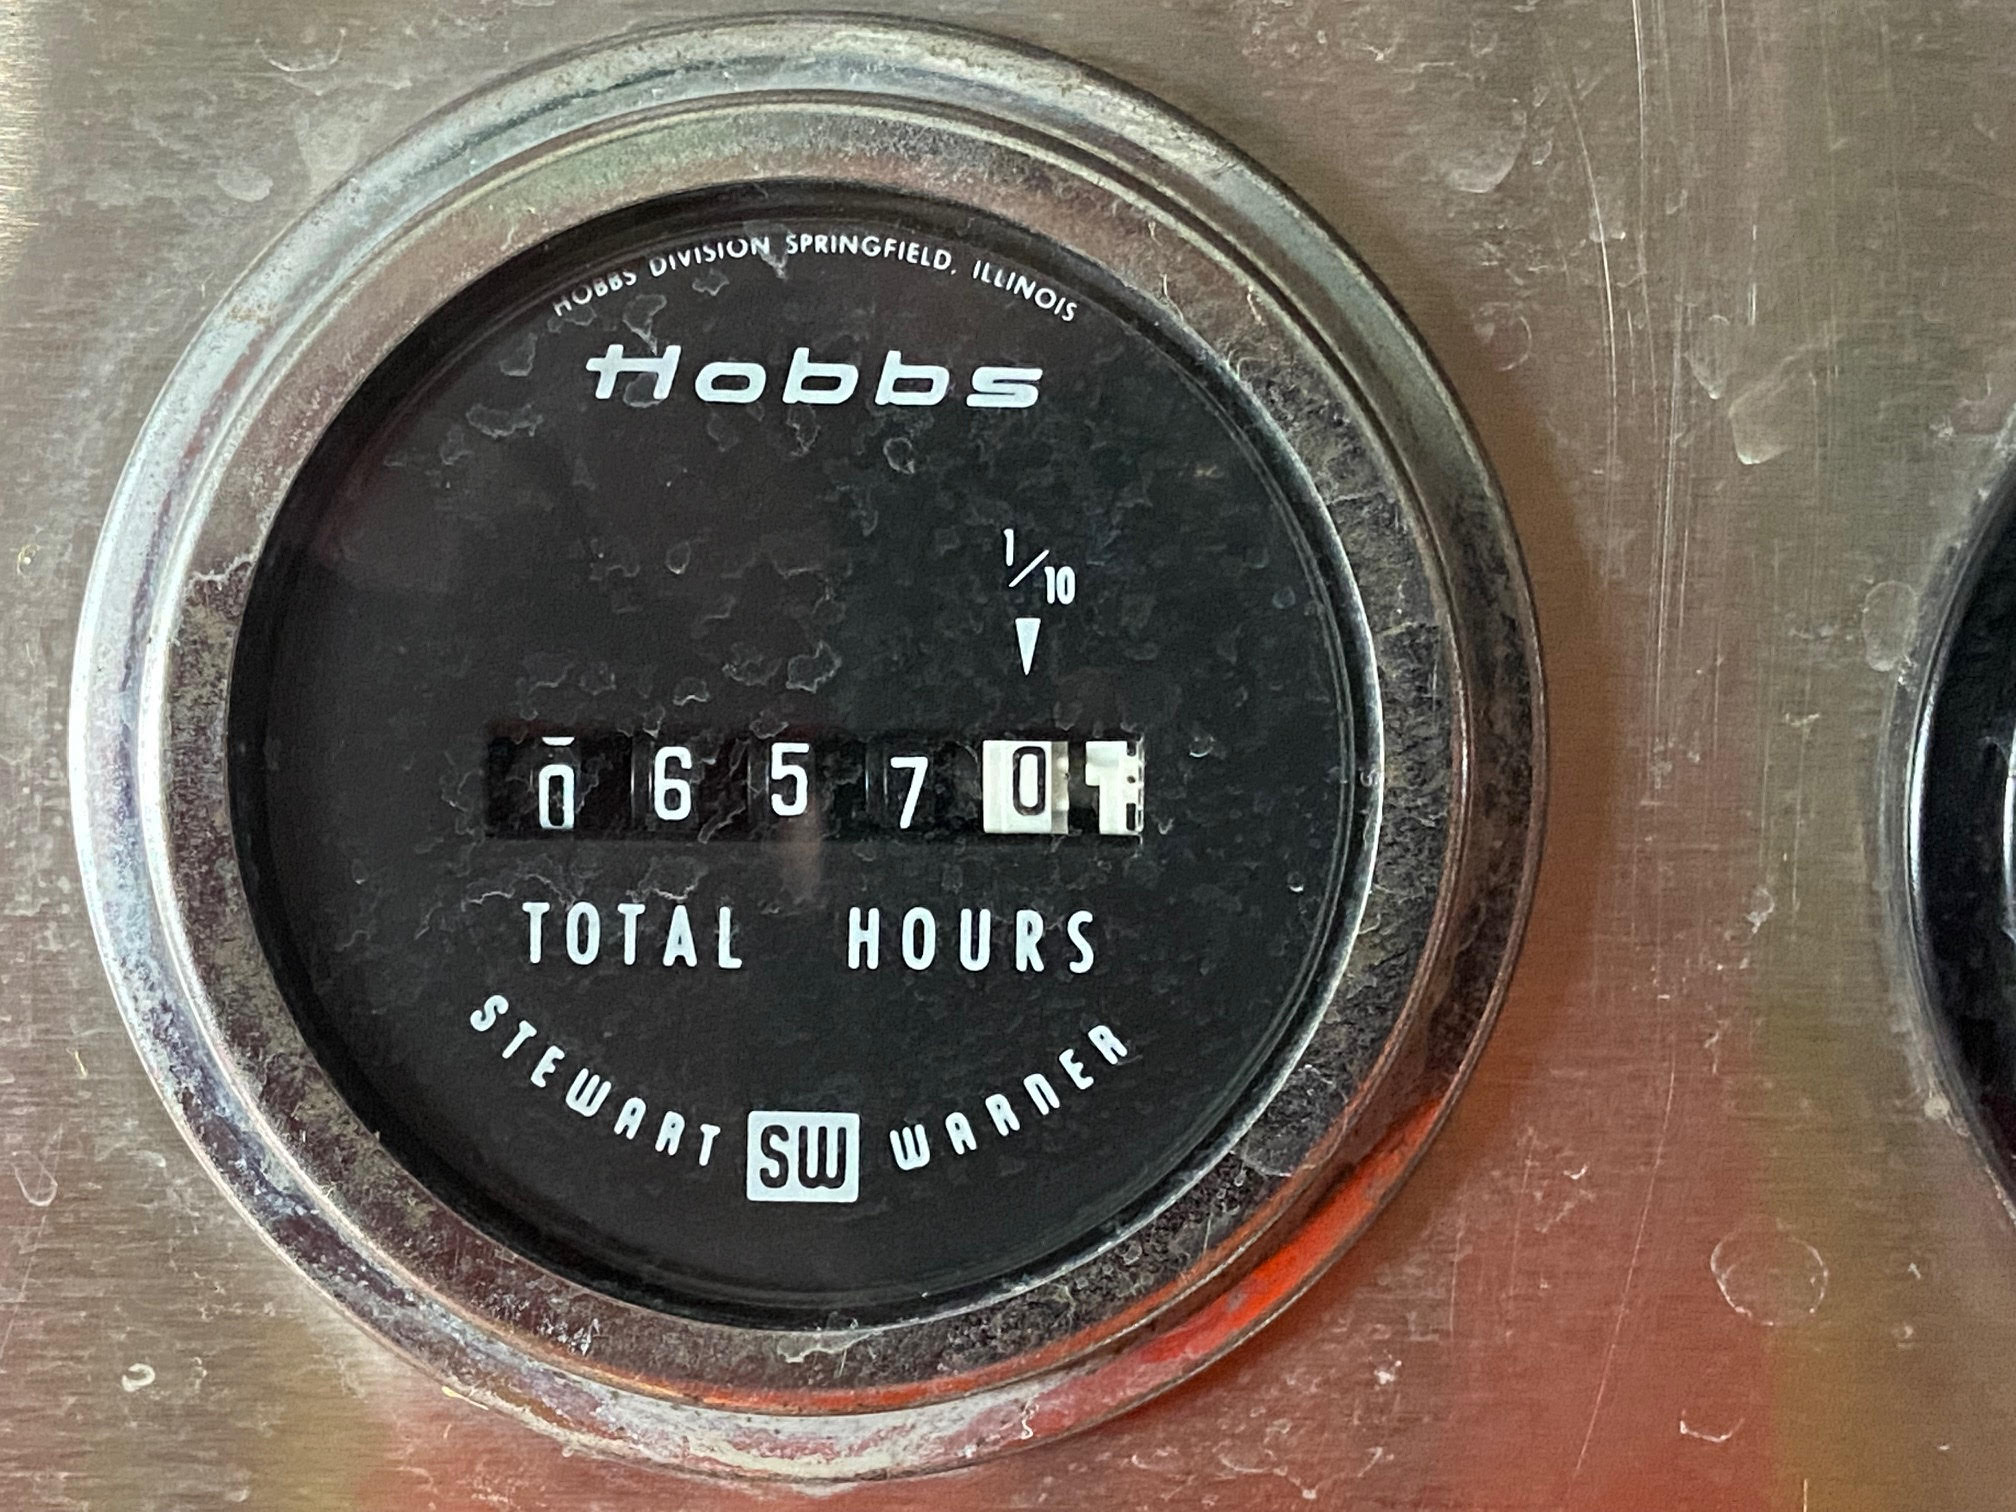 HOBBS DIVISION SPRINGFIELD, ILLINOIS
Hobbs
1/10
0 6 5 7 0
TOTAL HOURS
STEWART SW WARNER